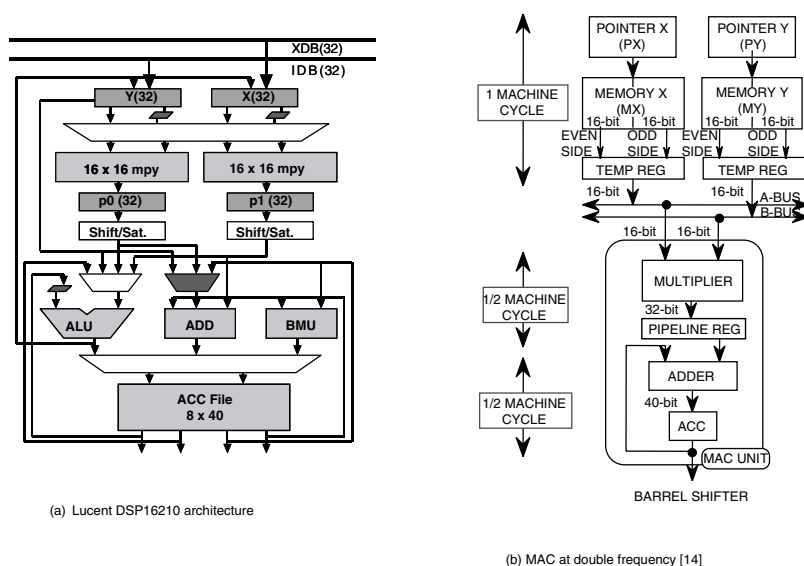 XDB(32)
IDB (32)
Y(32)
X(32)
16 x 16 mpy
16 x 16 mpy
p0 (32)
p1 (32)
Shift/Sat.
Shift/Sat.
ALU
ADD
BMU
ACC File
8 x 40
(a) Lucent DSP16210 architecture
POINTER X
(PX)
POINTER Y
(PY)
1 MACHINE
CYCLE
MEMORY X
(MX)
MEMORY Y
(MY)
16-bit
16-bit
16-bit
16-bit
EVEN
SIDE
ODD
SIDE
EVEN
SIDE
ODD
SIDE
TEMP REG
TEMP REG
16-bit
16-bit
A-BUS
B-BUS
16-bit
16-bit
1/2 MACHINE
CYCLE
MULTIPLIER
32-bit
PIPELINE REG
1/2 MACHINE
CYCLE
ADDER
40-bit
ACC
MAC UNIT
BARREL SHIFTER
(b) MAC at double frequency [14]